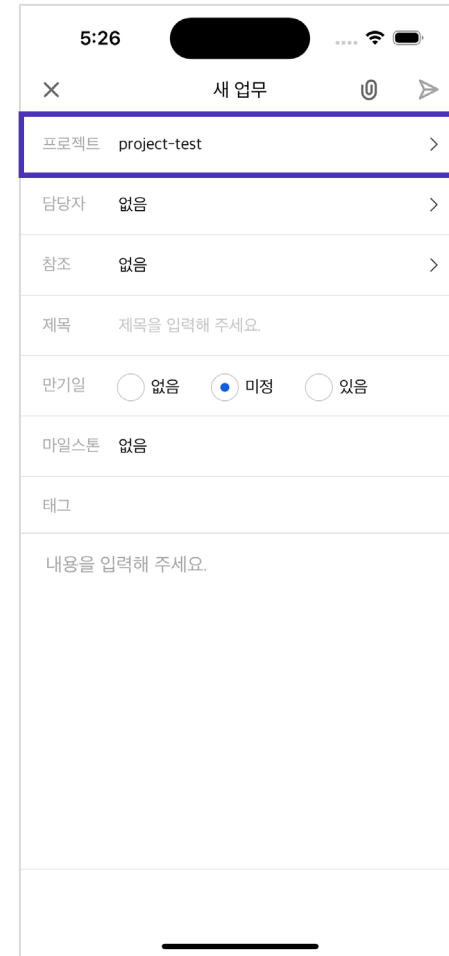 5:26
새 업무
프로젝트 project-test
담당자 없음
참조 없음
제목 제목을 입력해 주세요.
만기일 없음 미정 있음
마일스톤 없음
태그
내용을 입력해 주세요.